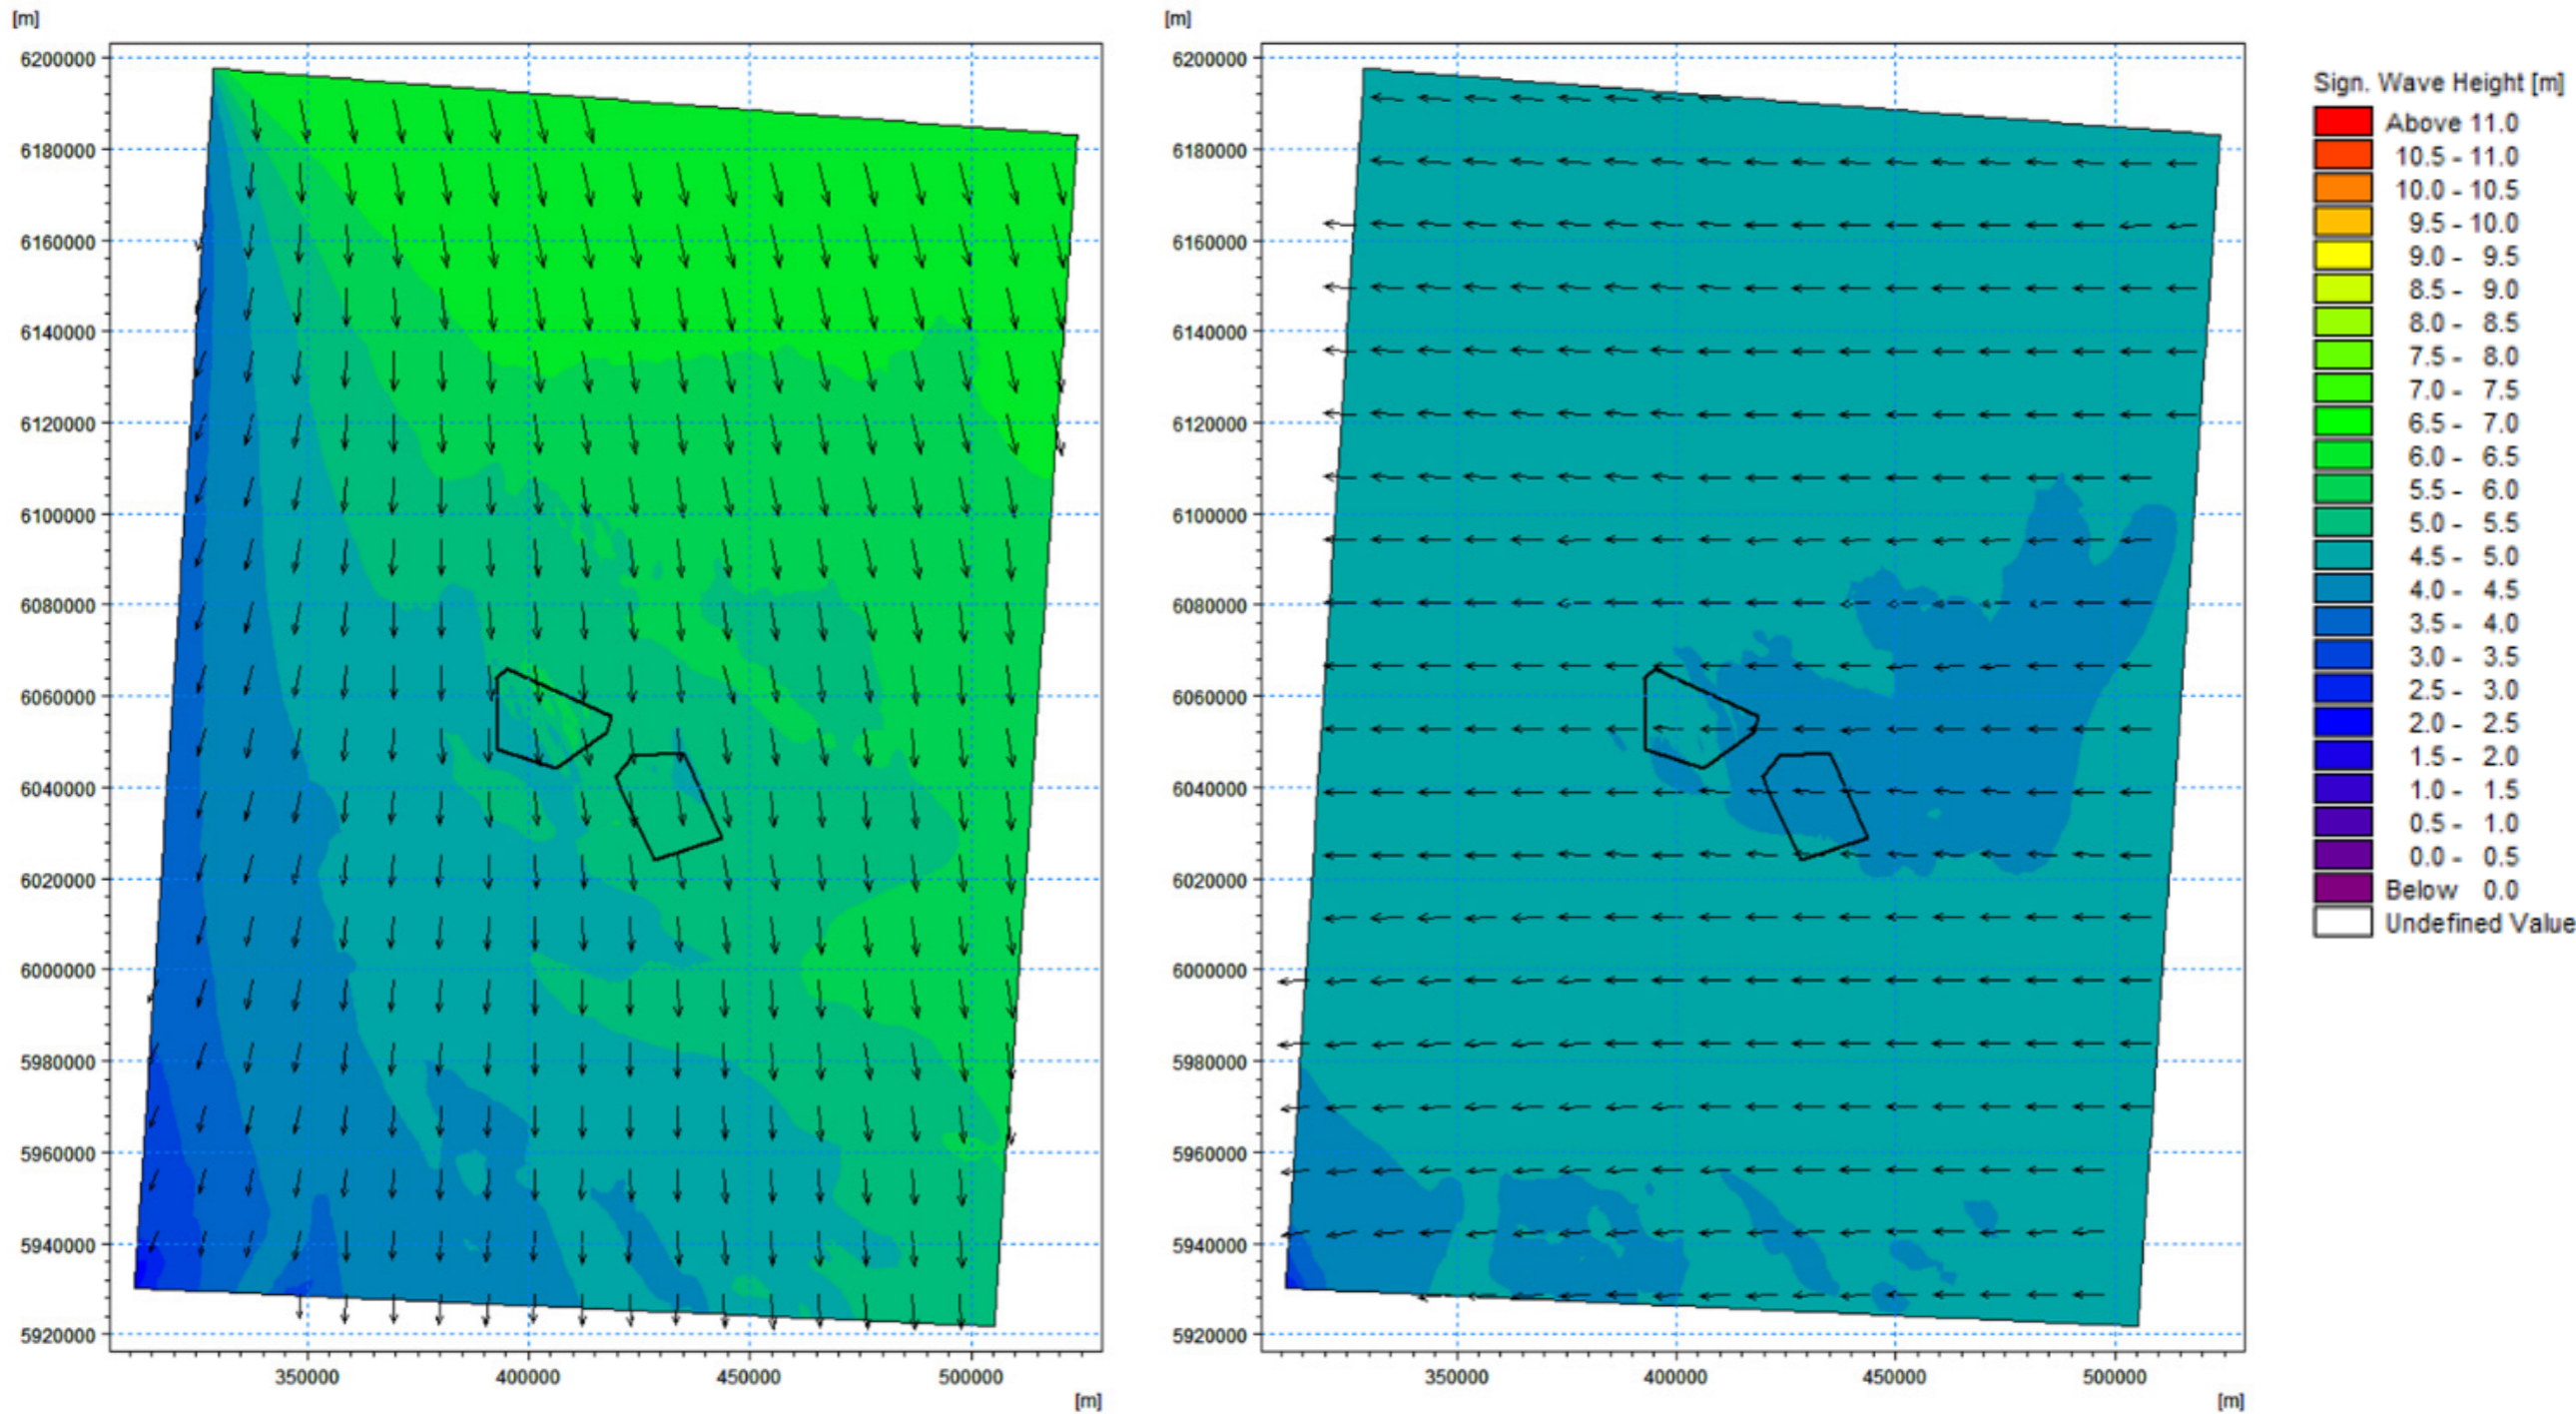 [m]
6200000
6180000
6160000
6140000
6120000
6100000
6080000
6060000
6040000
6020000
6000000
5980000
5960000
5940000
5920000
350000 400000 450000 500000
[m]
[m]
6200000
6180000
6160000
6140000
6120000
6100000
6080000
6060000
6040000
6020000
6000000
5980000
5960000
5940000
5920000
350000 400000 450000 500000
[m]
Sign. Wave Height [m]
Above 11.0
10.5 - 11.0
10.0 - 10.5
9.5 - 10.0
9.0 - 9.5
8.5 - 9.0
8.0 - 8.5
7.5 - 8.0
7.0 - 7.5
6.5 - 7.0
6.0 - 6.5
5.5 - 6.0
5.0 - 5.5
4.5 - 5.0
4.0 - 4.5
3.5 - 4.0
3.0 - 3.5
2.5 - 3.0
2.0 - 2.5
1.5 - 2.0
1.0 - 1.5
0.5 - 1.0
0.0 - 0.5
Below 0.0
Undefined Value